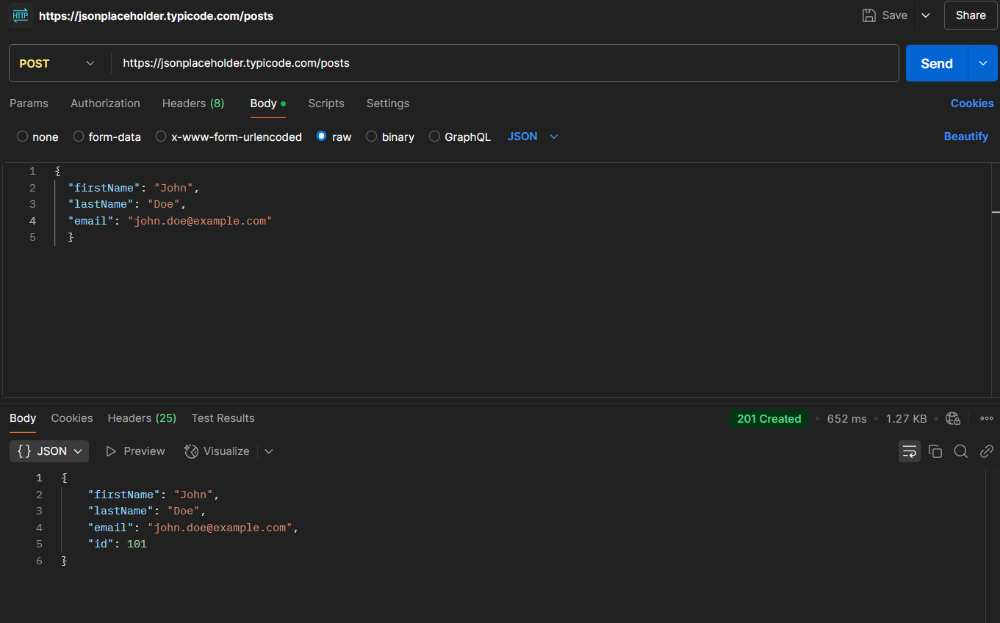 HTTP https://jsonplaceholder.typicode.com/posts Save Share
POST https://jsonplaceholder.typicode.com/posts Send
Params Authorization Headers (8) Body Scripts Settings Cookies
none form-data x-www-form-urlencoded raw binary GraphQL JSON Beautify
1 {
2 "firstName": "John",
3 "lastName": "Doe",
4 "email": "john.doe@example.com"
5 }
Body Cookies Headers (25) Test Results 201 Created • 652 ms • 1.27 KB •
{} JSON Preview Visualize
1 {
2 "firstName": "John",
3 "lastName": "Doe",
4 "email": "john.doe@example.com",
5 "id": 101
6 }